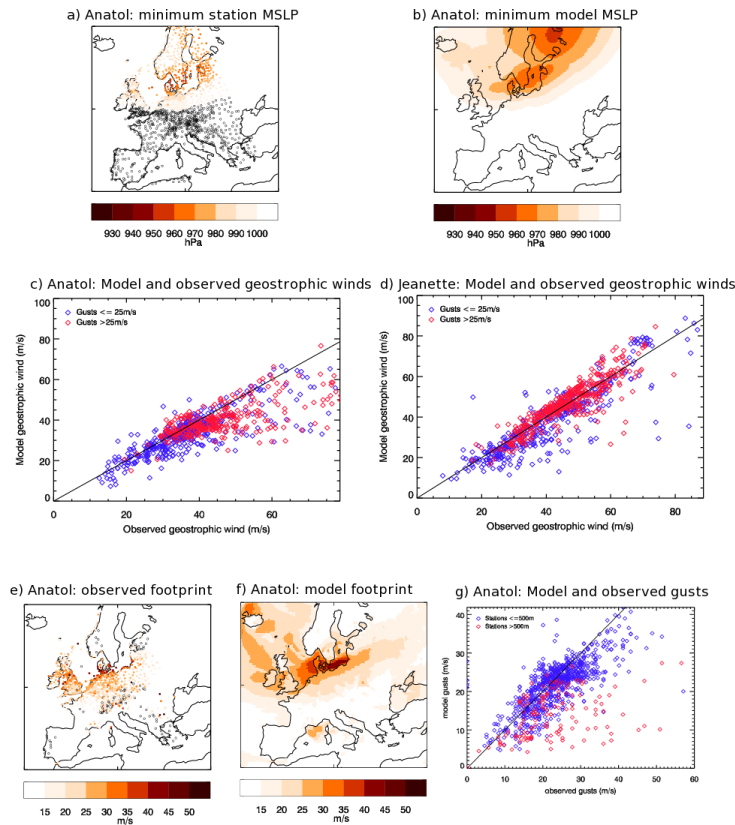 a) Anatol: minimum station MSLP
b) Anatol: minimum model MSLP
930 940 950 960 970 980 990 1000
hPa
930 940 950 960 970 980 990 1000
hPa
c) Anatol: Model and observed geostrophic winds
d) Jeanette: Model and observed geostrophic winds
Gusts <= 25m/s
Gusts >25m/s
Model geostrophic wind (m/s)
100
80
60
40
20
0
0 20 40 60
Observed geostrophic wind (m/s)
Gusts <= 25m/s
Gusts >25m/s
Model geostrophic wind (m/s)
100
80
60
40
20
0
0 20 40 60 80
Observed geostrophic wind (m/s)
e) Anatol: observed footprint
f) Anatol: model footprint
g) Anatol: Model and observed gusts
15 20 25 30 35 40 45 50
m/s
15 20 25 30 35 40 45 50
m/s
Stations <=500m
Stations >500m
model gusts (m/s)
40
30
20
10
0
0 10 20 30 40 50 60
observed gusts (m/s)